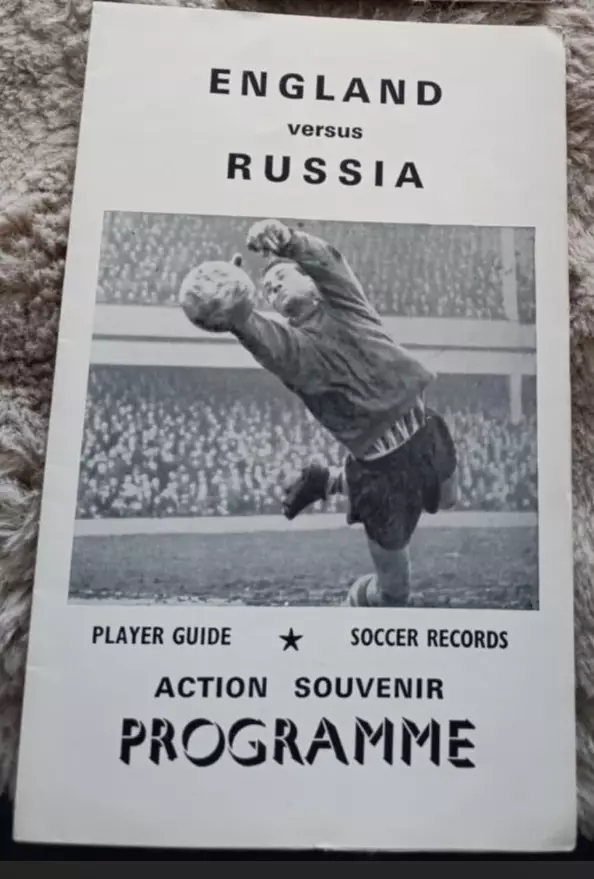 ENGLAND
versus
RUSSIA
PLAYER GUIDE ★ SOCCER RECORDS
ACTION SOUVENIR
PROGRAMME